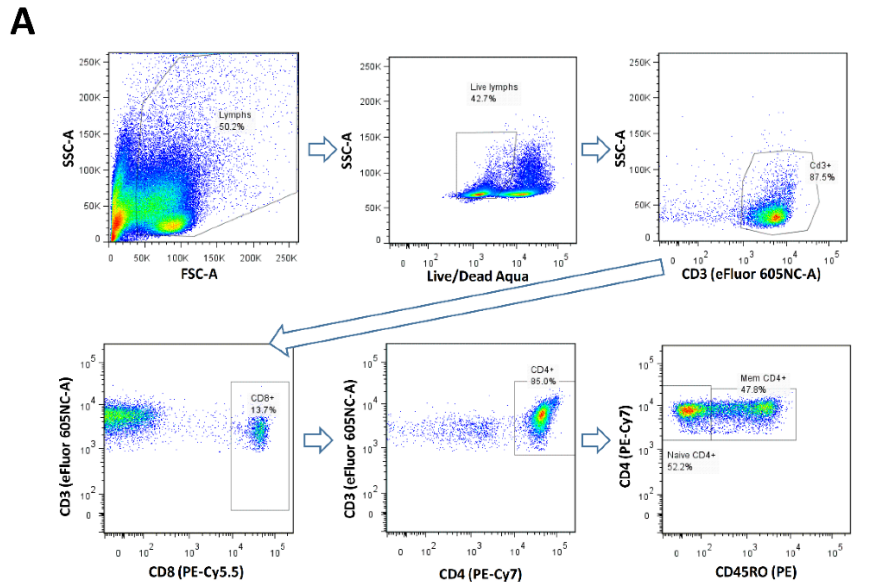 A
250K
200K
150K
100K
50K
0
SSC-A
Lymphs
50.2%
0 50K 100K 150K 200K 250K
FSC-A
250K
200K
150K
100K
50K
0
SSC-A
Live lymphs
42.7%
0 10^2 10^3 10^4 10^5
Live/Dead Aqua
250K
200K
150K
100K
50K
0
SSC-A
Cd3+
87.5%
0 10^2 10^3 10^4 10^5
CD3 (eFluor 605NC-A)
10^5
10^4
10^3
10^2
0
CD3 (eFluor 605NC-A)
CD8+
13.7%
0 10^2 10^3 10^4 10^5
CD8 (PE-Cy5.5)
10^5
10^4
10^3
10^2
0
CD3 (eFluor 605NC-A)
CD4+
85.0%
0 10^2 10^3 10^4 10^5
CD4 (PE-Cy7)
10^5
10^4
10^3
10^2
0
CD4 (PE-Cy7)
Mem CD4+
47.8%
Naive CD4+
52.2%
0 10^2 10^3 10^4 10^5
CD45RO (PE)